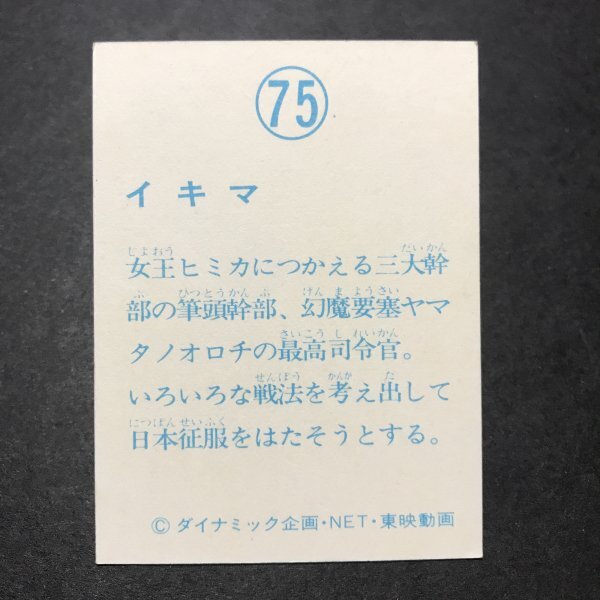 75
イキマ
女王ヒミカにつかえる三大幹
部の筆頭幹部、幻魔要塞ヤマ
タノオロチの最高司令官。
いろいろな戦法を考え出して
日本征服をはたそうとする。
©ダイナミック企画・NET・東映動画